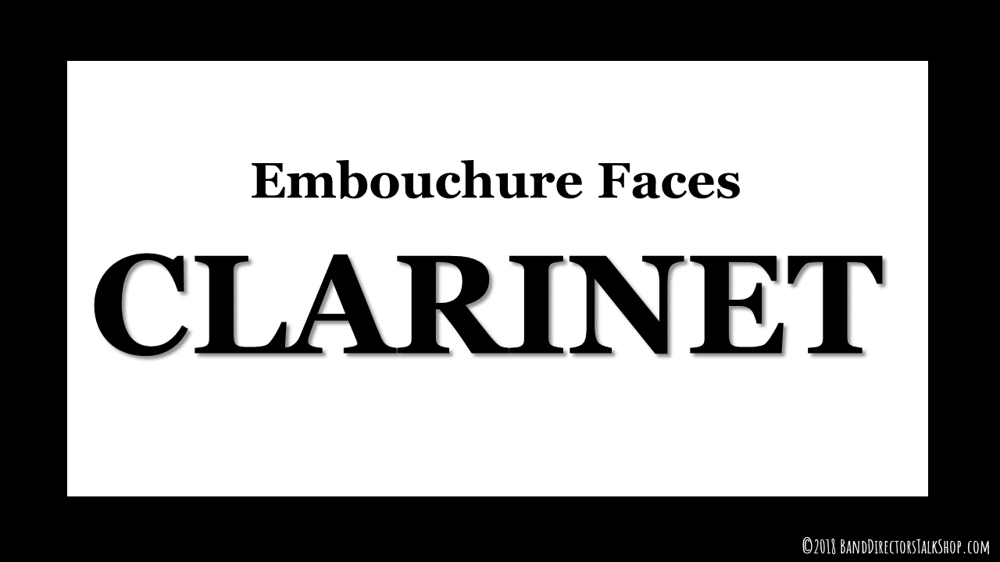 Embouchure Faces
CLARINET
©2018 BandDirectorsTalkShop.com